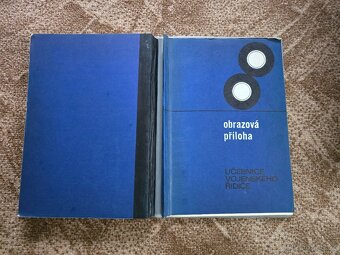 obrazová
příloha
UČEBNICE
VOJENSKÉHO
ŘIDIČE